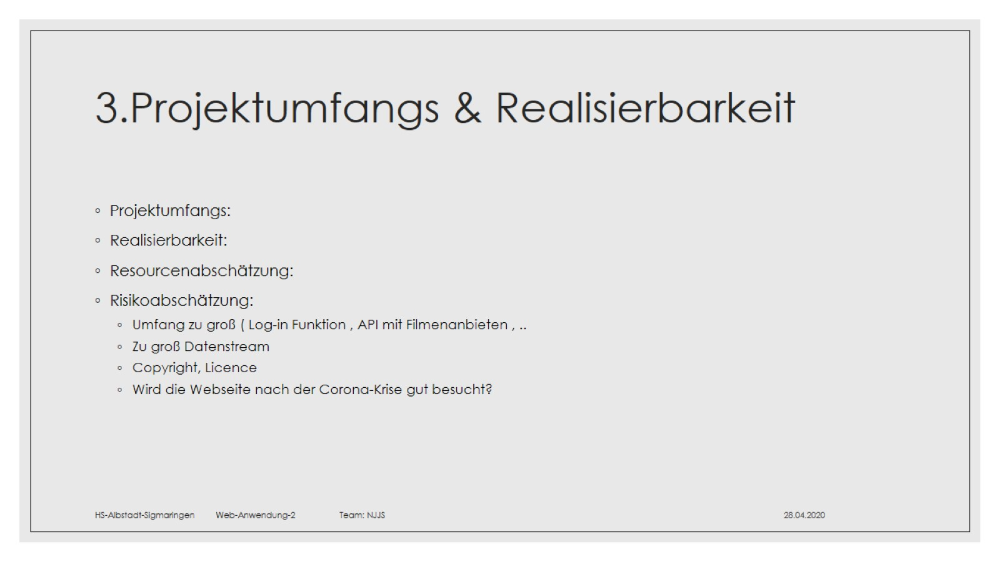 3.Projektumfangs & Realisierbarkeit
◦ Projektumfangs:
◦ Realisierbarkeit:
◦ Resourcenabschätzung:
◦ Risikoabschätzung:
◦ Umfang zu groß ( Log-in Funktion , API mit Filmenanbieten , ..
◦ Zu groß Datenstream
◦ Copyright, Licence
◦ Wird die Webseite nach der Corona-Krise gut besucht?
HS-Albstadt-Sigmaringen Web-Anwendung-2 Team: NJJS 28.04.2020